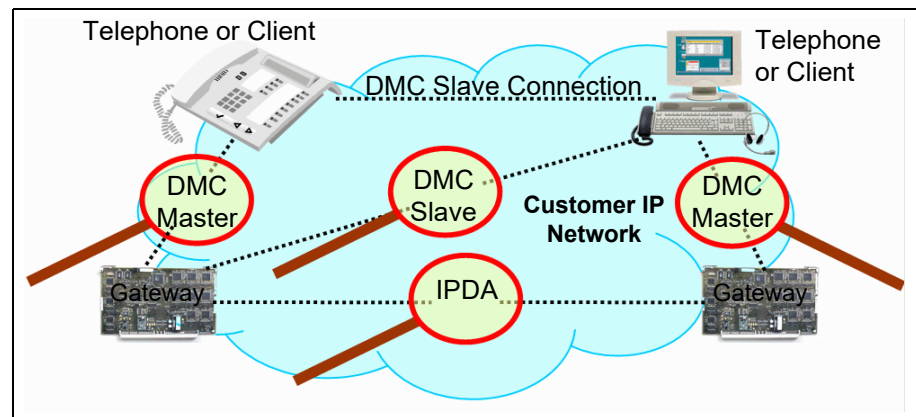 Telephone or Client
Telephone
or Client
DMC Slave Connection
DMC
Master
DMC
Slave
Customer IP
Network
DMC
Master
Gateway
IPDA
Gateway